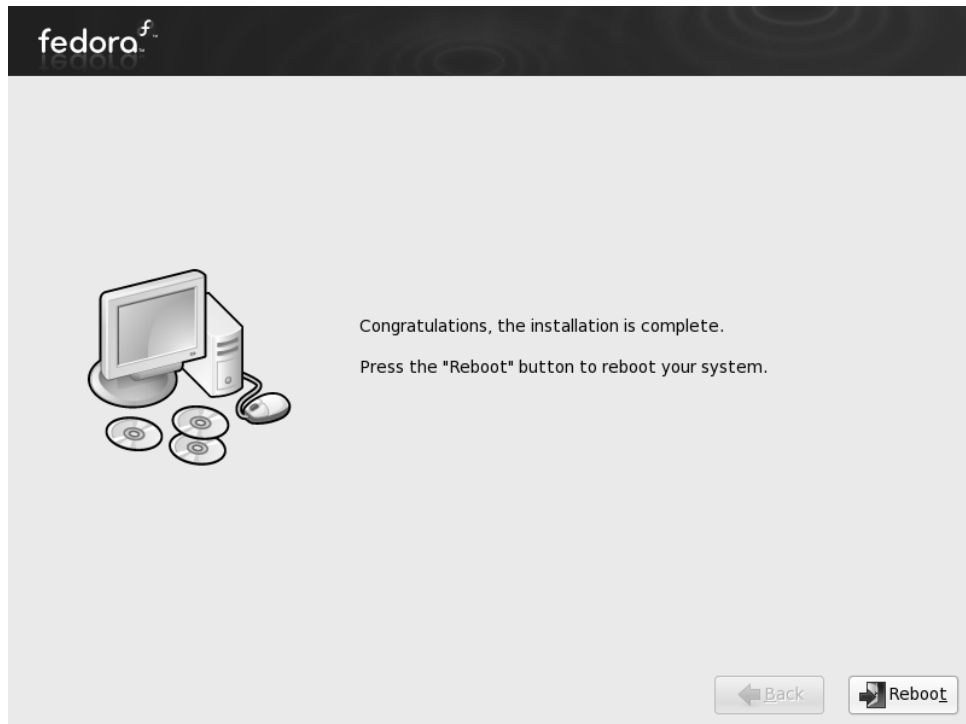 fedora
Congratulations, the installation is complete.
Press the "Reboot" button to reboot your system.
Back
Reboot